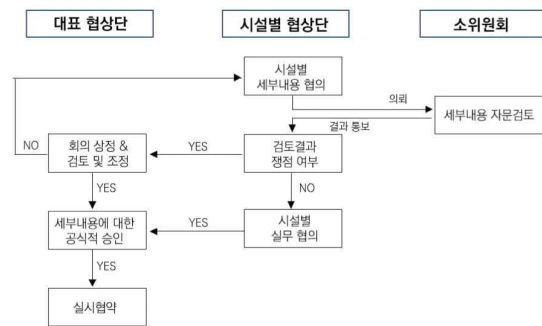 대표 협상단
시설별 협상단
소위원회
시설별
세부내용 협의
의뢰
세부내용 자문검토
결과 통보
NO
회의 상정 &
검토 및 조정
YES
검토결과
쟁점 여부
YES
NO
세부내용에 대한
공식적 승인
YES
시설별
실무 협의
YES
실시협약